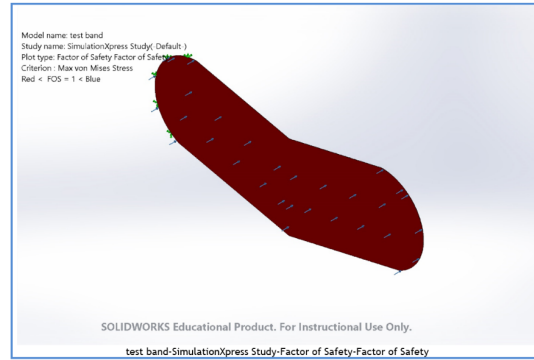 Model name: test band
Study name: SimulationXpress Study( Default )
Plot type: Factor of Safety Factor of Safety
Criterion : Max von Mises Stress
Red < FOS = 1 < Blue
SOLIDWORKS Educational Product. For Instructional Use Only.
test band-SimulationXpress Study-Factor of Safety-Factor of Safety